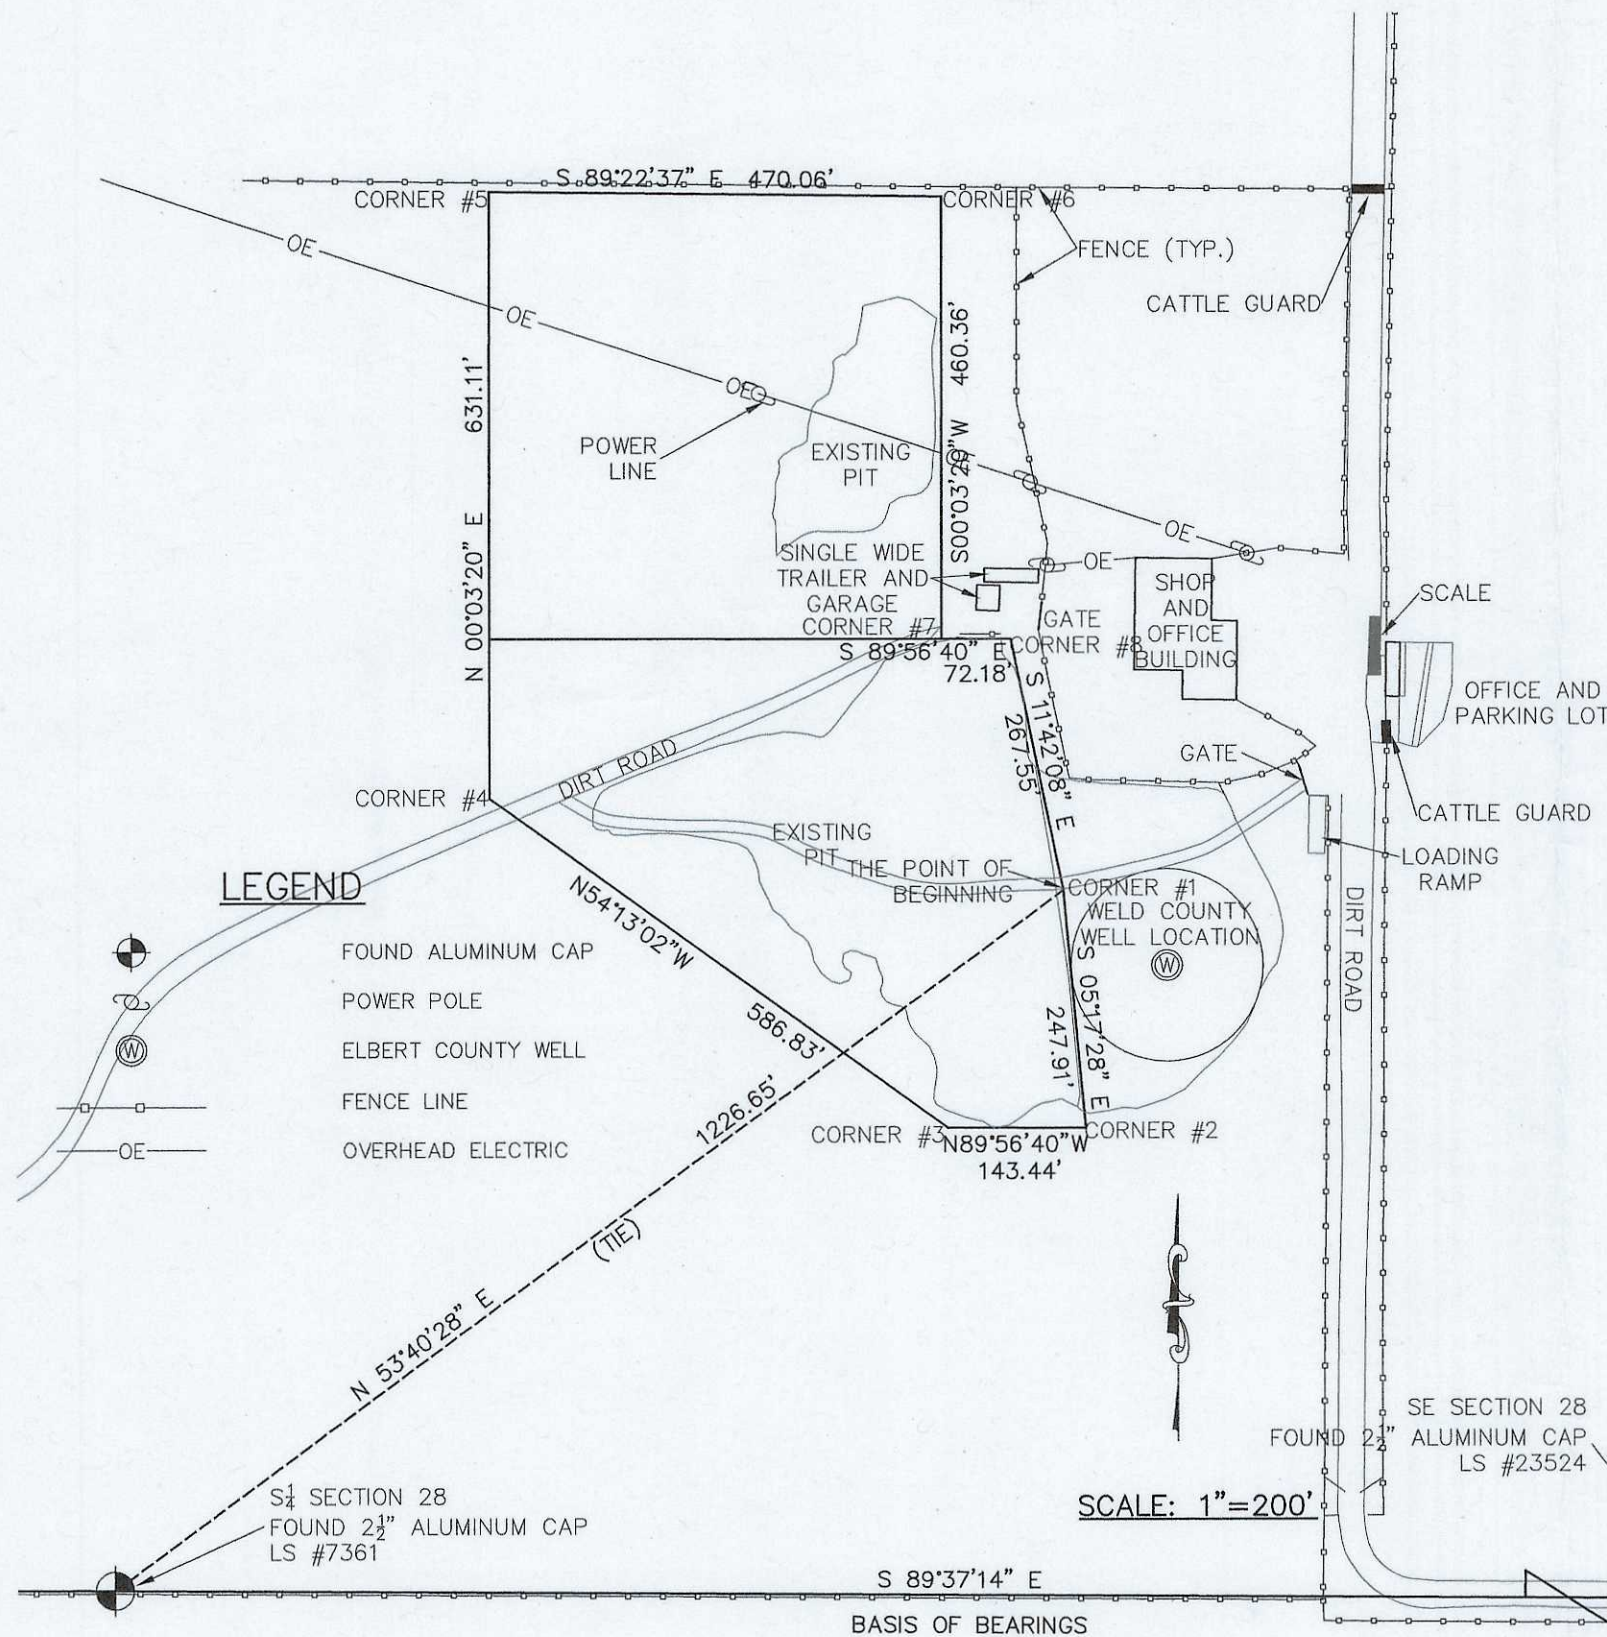 S 89°22'37" E 470.06'
CORNER #5
CORNER #6
OE
FENCE (TYP.)
CATTLE GUARD
OE
631.11'
460.36'
OE
POWER
LINE
EXISTING
PIT
S00°03'20"W
N 00°03'20" E
OE
OE
SINGLE WIDE
TRAILER AND
GARAGE
CORNER #7
SHOP
AND
OFFICE
BUILDING
SCALE
GATE
CORNER #8
S 89°56'40" E
72.18'
OFFICE AND
PARKING LOT
S 11°42'08" E
267.55'
GATE
DIRT ROAD
CORNER #4
CATTLE GUARD
EXISTING
PIT
THE POINT OF
BEGINNING
LOADING
RAMP
CORNER #1
WELD COUNTY
WELL LOCATION
W
DIRT ROAD
LEGEND
N54°13'02"W
586.83'
S 05°17'28" E
247.91'
FOUND ALUMINUM CAP
POWER POLE
W
ELBERT COUNTY WELL
FENCE LINE
OE
OVERHEAD ELECTRIC
1226.65'
CORNER #3
N89°56'40"W
143.44'
CORNER #2
(TIE)
N 53°40'28" E
SE SECTION 28
FOUND 2½" ALUMINUM CAP
LS #23524
S¼ SECTION 28
FOUND 2½" ALUMINUM CAP
LS #7361
SCALE: 1"=200'
S 89°37'14" E
BASIS OF BEARINGS